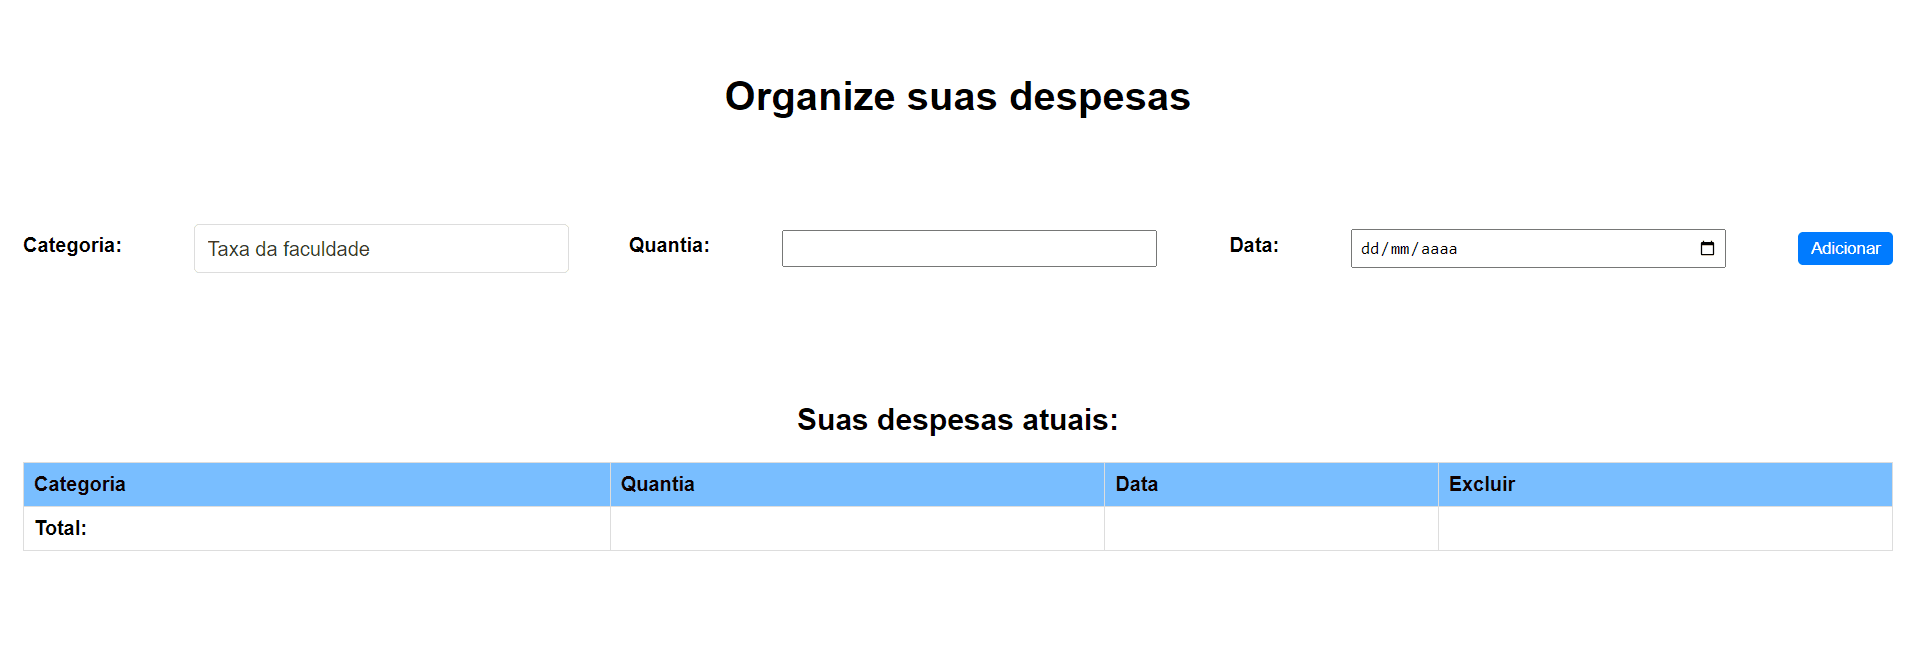 Organize suas despesas
Categoria: Taxa da faculdade Quantia: Data: dd/mm/aaaa Adicionar
Suas despesas atuais:
Categoria Quantia Data Excluir
Total: